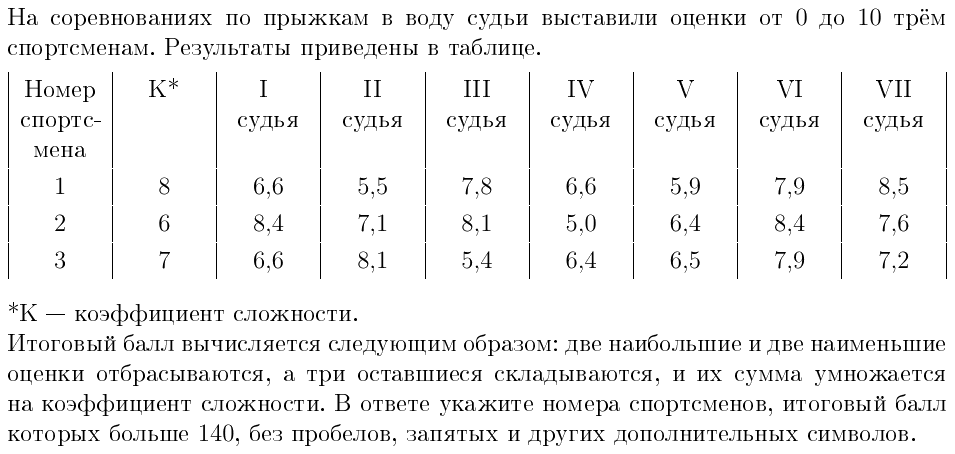 На соревнованиях по прыжкам в воду судьи выставили оценки от 0 до 10 трём
спортсменам. Результаты приведены в таблице.
Номер спортс-мена K* I судья II судья III судья IV судья V судья VI судья VII судья
1 8 6,6 5,5 7,8 6,6 5,9 7,9 8,5
2 6 8,4 7,1 8,1 5,0 6,4 8,4 7,6
3 7 6,6 8,1 5,4 6,4 6,5 7,9 7,2
*K — коэффициент сложности.
Итоговый балл вычисляется следующим образом: две наибольшие и две наименьшие
оценки отбрасываются, а три оставшиеся складываются, и их сумма умножается
на коэффициент сложности. В ответе укажите номера спортсменов, итоговый балл
которых больше 140, без пробелов, запятых и других дополнительных символов.